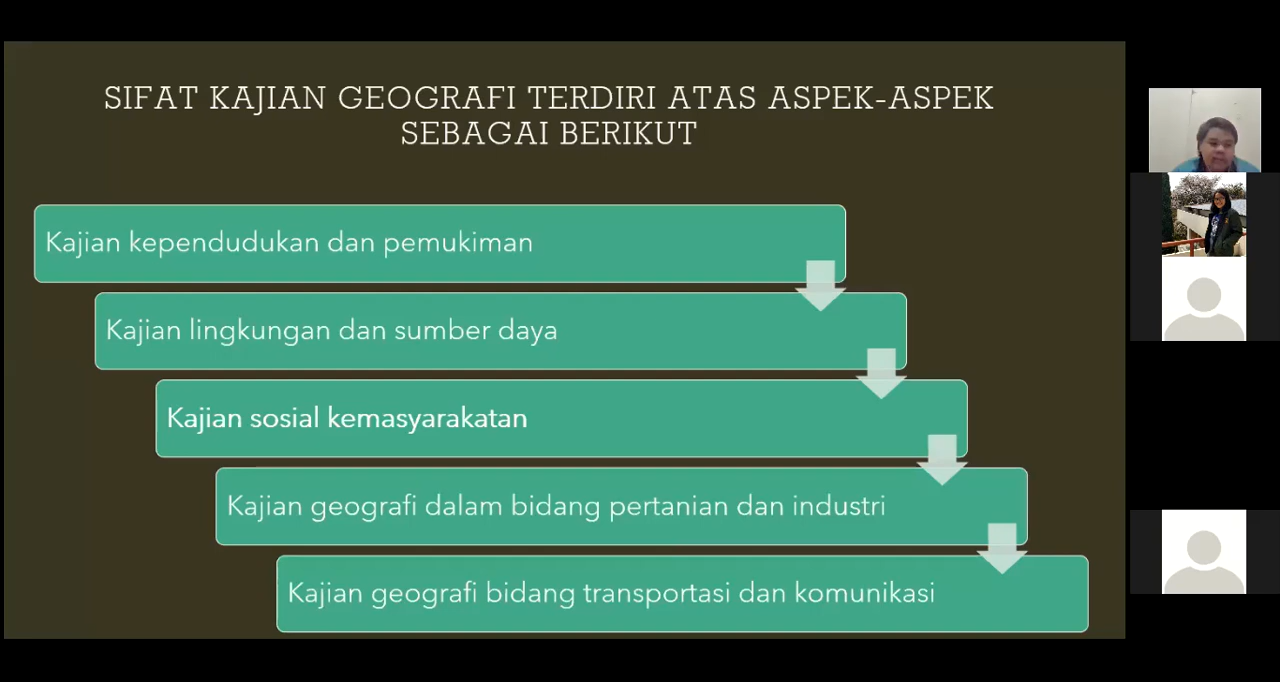 SIFAT KAJIAN GEOGRAFI TERDIRI ATAS ASPEK-ASPEK
SEBAGAI BERIKUT
Kajian kependudukan dan pemukiman
Kajian lingkungan dan sumber daya
Kajian sosial kemasyarakatan
Kajian geografi dalam bidang pertanian dan industri
Kajian geografi bidang transportasi dan komunikasi